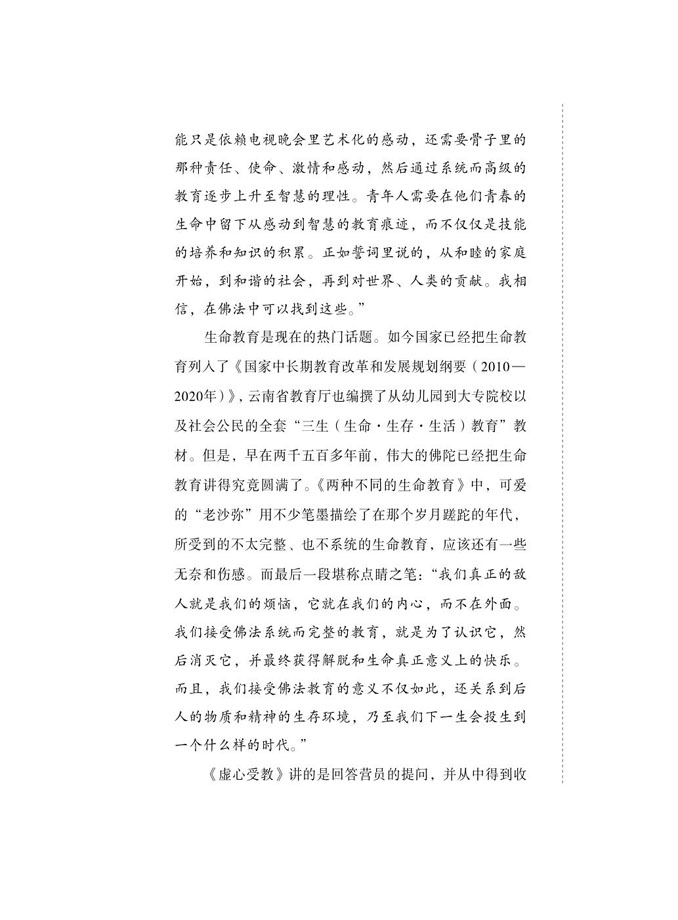 能只是依赖电视晚会里艺术化的感动，还需要骨子里的
那种责任、使命、激情和感动，然后通过系统而高级的
教育逐步上升至智慧的理性。青年人需要在他们青春的
生命中留下从感动到智慧的教育痕迹，而不仅仅是技能
的培养和知识的积累。正如誓词里说的，从和睦的家庭
开始，到和谐的社会，再到对世界、人类的贡献。我相
信，在佛法中可以找到这些。”
生命教育是现在的热门话题。如今国家已经把生命教
育列入了《国家中长期教育改革和发展规划纲要（2010—
2020年）》，云南省教育厅也编撰了从幼儿园到大专院校以
及社会公民的全套“三生（生命·生存·生活）教育”教
材。但是，早在两千五百多年前，伟大的佛陀已经把生命
教育讲得究竟圆满了。《两种不同的生命教育》中，可爱
的“老沙弥”用不少笔墨描绘了在那个岁月蹉跎的年代，
所受到的不太完整、也不系统的生命教育，应该还有一些
无奈和伤感。而最后一段堪称点睛之笔：“我们真正的敌
人就是我们的烦恼，它就在我们的内心，而不在外面。
我们接受佛法系统而完整的教育，就是为了认识它，然
后消灭它，并最终获得解脱和生命真正意义上的快乐。
而且，我们接受佛法教育的意义不仅如此，还关系到后
人的物质和精神的生存环境，乃至我们下一生会投生到
一个什么样的时代。”
《虚心受教》讲的是回答营员的提问，并从中得到收